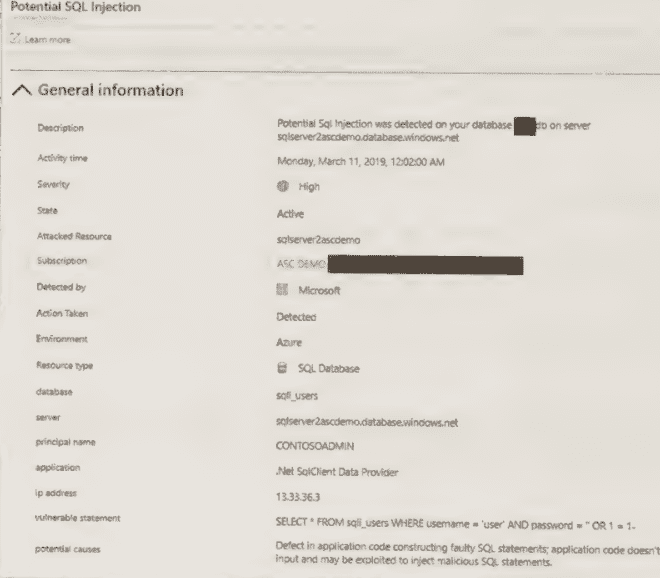 Potential SQL Injection
Learn more
General information
Description Potential Sql Injection was detected on your database db on server
sqlserver2ascdemo.database.windows.net
Activity time Monday, March 11, 2019, 12:02:00 AM
Severity High
State Active
Attacked Resource sqlserver2ascdemo
Subscription ASC DEMO
Detected by Microsoft
Action Taken Detected
Environment Azure
Resource type SQL Database
database sqli_users
server sqlserver2ascdemo.database.windows.net
principal name CONTOSOADMIN
application .Net SqlClient Data Provider
ip address 13.33.36.3
vulnerable statement SELECT * FROM sqli_users WHERE username = 'user' AND password = '' OR 1 = 1-
potential causes Defect in application code constructing faulty SQL statements; application code doesn't
input and may be exploited to inject malicious SQL statements.